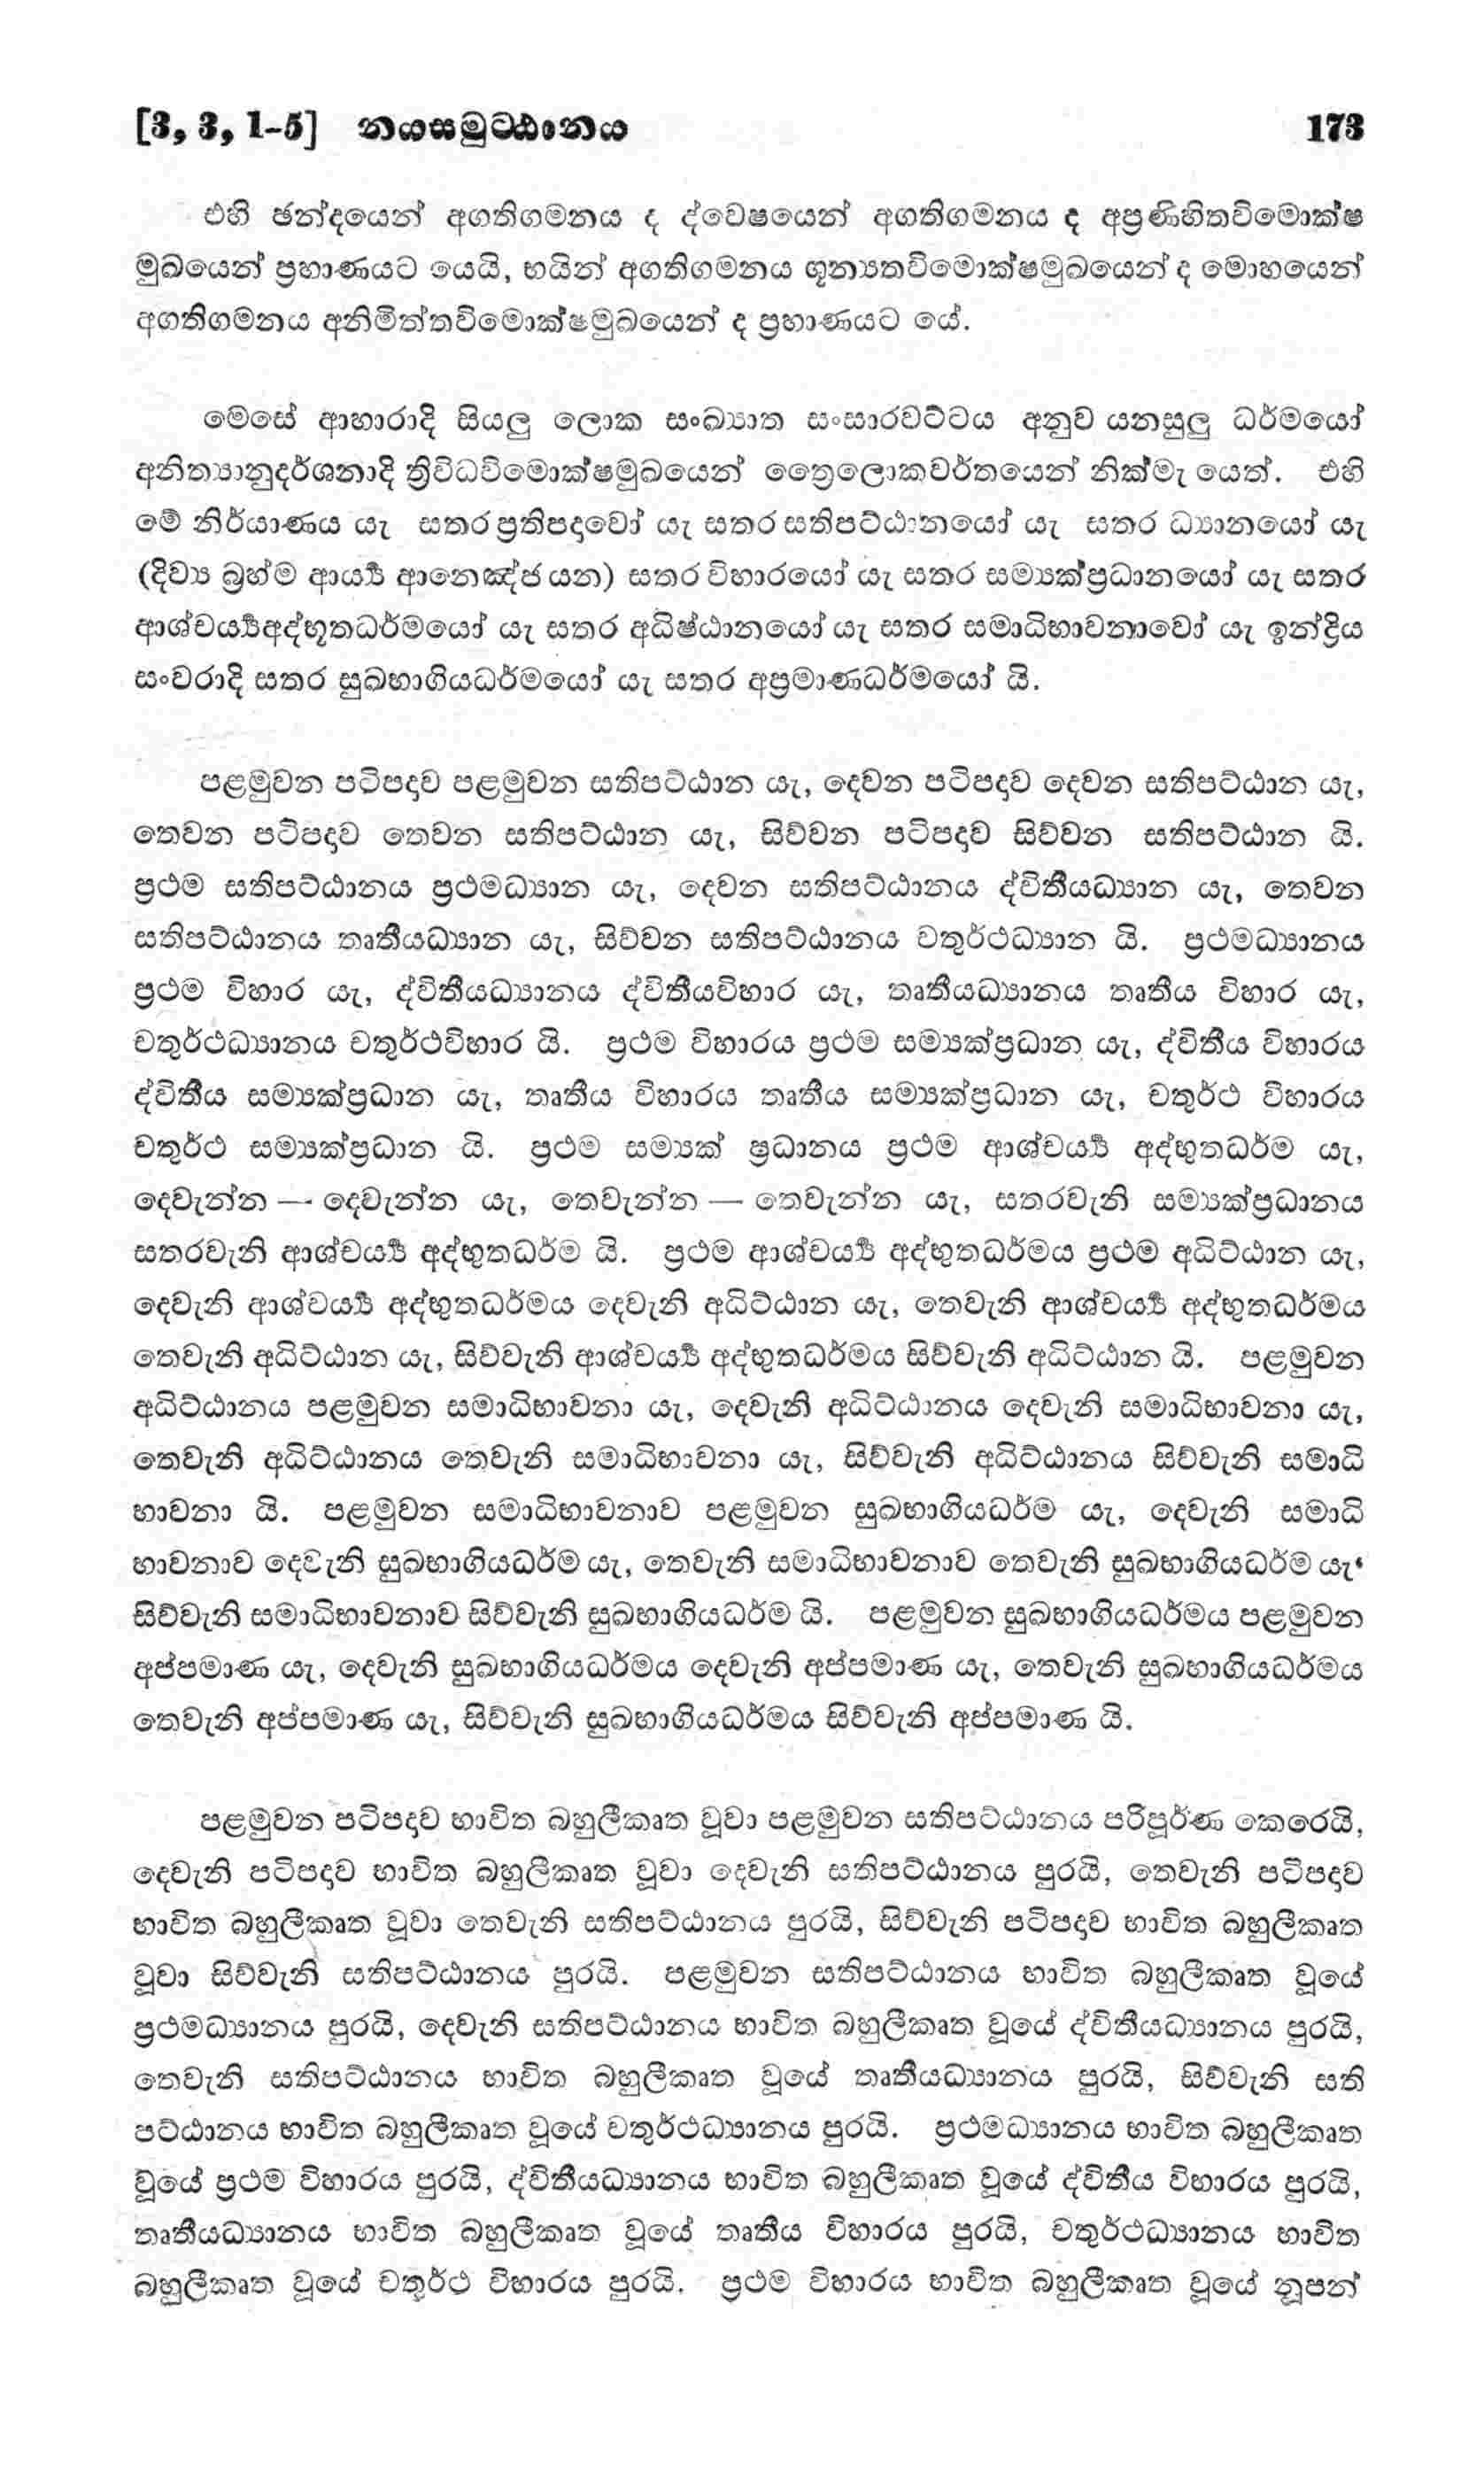 [3, 3, 1-5] නයසමුට්ඨානය 173
එහි ඡන්දයෙන් අගතිගමනය ද ද්වෙෂයෙන් අගතිගමනය ද අප්‍රණිහිතවිමොක්ෂ
මුඛයෙන් ප්‍රහාණයට යෙයි, භයින් අගතිගමනය ශූන්‍යතවිමොක්ෂමුඛයෙන් ද මොහයෙන්
අගතිගමනය අනිමිත්තවිමොක්ෂමුඛයෙන් ද ප්‍රහාණයට යේ.
මෙසේ ආහාරාදි සියලු ලොක සංඛ්‍යාත සංසාරවට්ටය අනුව යනසුලු ධර්මයෝ
අනිත්‍යානුදර්ශනාදි ත්‍රිවිධවිමොක්ෂමුඛයෙන් ත්‍රෛලොකවර්තයෙන් නික්මැ යෙත්. එහි
මේ නිර්යාණය යැ සතර ප්‍රතිපදාවෝ යැ සතර සතිපට්ඨානයෝ යැ සතර ධ්‍යානයෝ යැ
(දිව්‍ය බ්‍රහ්ම ආර්‍ය්‍ය ආනෙඤ්ජ යන) සතර විහාරයෝ යැ සතර සම්‍යක්ප්‍රධානයෝ යැ සතර
ආශ්චර්‍ය්‍යඅද්භූතධර්මයෝ යැ සතර අධිෂ්ඨානයෝ යැ සතර සමාධිභාවනාවෝ යැ ඉන්ද්‍රිය
සංවරාදි සතර සුඛභාගියධර්මයෝ යැ සතර අප්‍රමාණධර්මයෝ යි.
පළමුවන පටිපදාව පළමුවන සතිපට්ඨාන යැ, දෙවන පටිපදාව දෙවන සතිපට්ඨාන යැ,
තෙවන පටිපදාව තෙවන සතිපට්ඨාන යැ, සිව්වන පටිපදාව සිව්වන සතිපට්ඨාන යි.
ප්‍රථම සතිපට්ඨානය ප්‍රථමධ්‍යාන යැ, දෙවන සතිපට්ඨානය ද්විතීයධ්‍යාන යැ, තෙවන
සතිපට්ඨානය තෘතීයධ්‍යාන යැ, සිව්වන සතිපට්ඨානය චතුර්ථධ්‍යාන යි. ප්‍රථමධ්‍යානය
ප්‍රථම විහාර යැ, ද්විතීයධ්‍යානය ද්විතීයවිහාර යැ, තෘතීයධ්‍යානය තෘතීය විහාර යැ,
චතුර්ථධ්‍යානය චතුර්ථවිහාර යි. ප්‍රථම විහාරය ප්‍රථම සම්‍යක්ප්‍රධාන යැ, ද්විතීය විහාරය
ද්විතීය සම්‍යක්ප්‍රධාන යැ, තෘතීය විහාරය තෘතීය සම්‍යක්ප්‍රධාන යැ, චතුර්ථ විහාරය
චතුර්ථ සම්‍යක්ප්‍රධාන යි. ප්‍රථම සම්‍යක් ප්‍රධානය ප්‍රථම ආශ්චර්‍ය්‍ය අද්භුතධර්ම යැ,
දෙවැන්න — දෙවැන්න යැ, තෙවැන්න — තෙවැන්න යැ, සතරවැනි සම්‍යක්ප්‍රධානය
සතරවැනි ආශ්චර්‍ය්‍ය අද්භුතධර්ම යි. ප්‍රථම ආශ්චර්‍ය්‍ය අද්භුතධර්මය ප්‍රථම අධිට්ඨාන යැ,
දෙවැනි ආශ්චර්‍ය්‍ය අද්භුතධර්මය දෙවැනි අධිට්ඨාන යැ, තෙවැනි ආශ්චර්‍ය්‍ය අද්භුතධර්මය
තෙවැනි අධිට්ඨාන යැ, සිව්වැනි ආශ්චර්‍ය්‍ය අද්භුතධර්මය සිව්වැනි අධිට්ඨාන යි. පළමුවන
අධිට්ඨානය පළමුවන සමාධිභාවනා යැ, දෙවැනි අධිට්ඨානය දෙවැනි සමාධිභාවනා යැ,
තෙවැනි අධිට්ඨානය තෙවැනි සමාධිභාවනා යැ, සිව්වැනි අධිට්ඨානය සිව්වැනි සමාධි
භාවනා යි. පළමුවන සමාධිභාවනාව පළමුවන සුඛභාගියධර්ම යැ, දෙවැනි සමාධි
භාවනාව දෙවැනි සුඛභාගියධර්ම යැ, තෙවැනි සමාධිභාවනාව තෙවැනි සුඛභාගියධර්ම යැ‘
සිව්වැනි සමාධිභාවනාව සිව්වැනි සුඛභාගියධර්ම යි. පළමුවන සුඛභාගියධර්මය පළමුවන
අප්පමාණ යැ, දෙවැනි සුඛභාගියධර්මය දෙවැනි අප්පමාණ යැ, තෙවැනි සුඛභාගියධර්මය
තෙවැනි අප්පමාණ යැ, සිව්වැනි සුඛභාගියධර්මය සිව්වැනි අප්පමාණ යි.
පළමුවන පටිපදාව භාවිත බහුලීකෘත වූවා පළමුවන සතිපට්ඨානය පරිපූර්ණ කෙරෙයි,
දෙවැනි පටිපදාව භාවිත බහුලීකෘත වූවා දෙවැනි සතිපට්ඨානය පුරයි, තෙවැනි පටිපදාව
භාවිත බහුලීකෘත වූවා තෙවැනි සතිපට්ඨානය පුරයි, සිව්වැනි පටිපදාව භාවිත බහුලීකෘත
වූවා සිව්වැනි සතිපට්ඨානය පුරයි. පළමුවන සතිපට්ඨානය භාවිත බහුලීකෘත වූයේ
ප්‍රථමධ්‍යානය පුරයි, දෙවැනි සතිපට්ඨානය භාවිත බහුලීකෘත වූයේ ද්විතීයධ්‍යානය පුරයි,
තෙවැනි සතිපට්ඨානය භාවිත බහුලීකෘත වූයේ තෘතීයධ්‍යානය පුරයි, සිව්වැනි සති
පට්ඨානය භාවිත බහුලීකෘත වූයේ චතුර්ථධ්‍යානය පුරයි. ප්‍රථමධ්‍යානය භාවිත බහුලීකෘත
වූයේ ප්‍රථම විහාරය පුරයි, ද්විතීයධ්‍යානය භාවිත බහුලීකෘත වූයේ ද්විතීය විහාරය පුරයි,
තෘතීයධ්‍යානය භාවිත බහුලීකෘත වූයේ තෘතීය විහාරය පුරයි, චතුර්ථධ්‍යානය භාවිත
බහුලීකෘත වූයේ චතුර්ථ විහාරය පුරයි. ප්‍රථම විහාරය භාවිත බහුලීකෘත වූයේ නූපන්